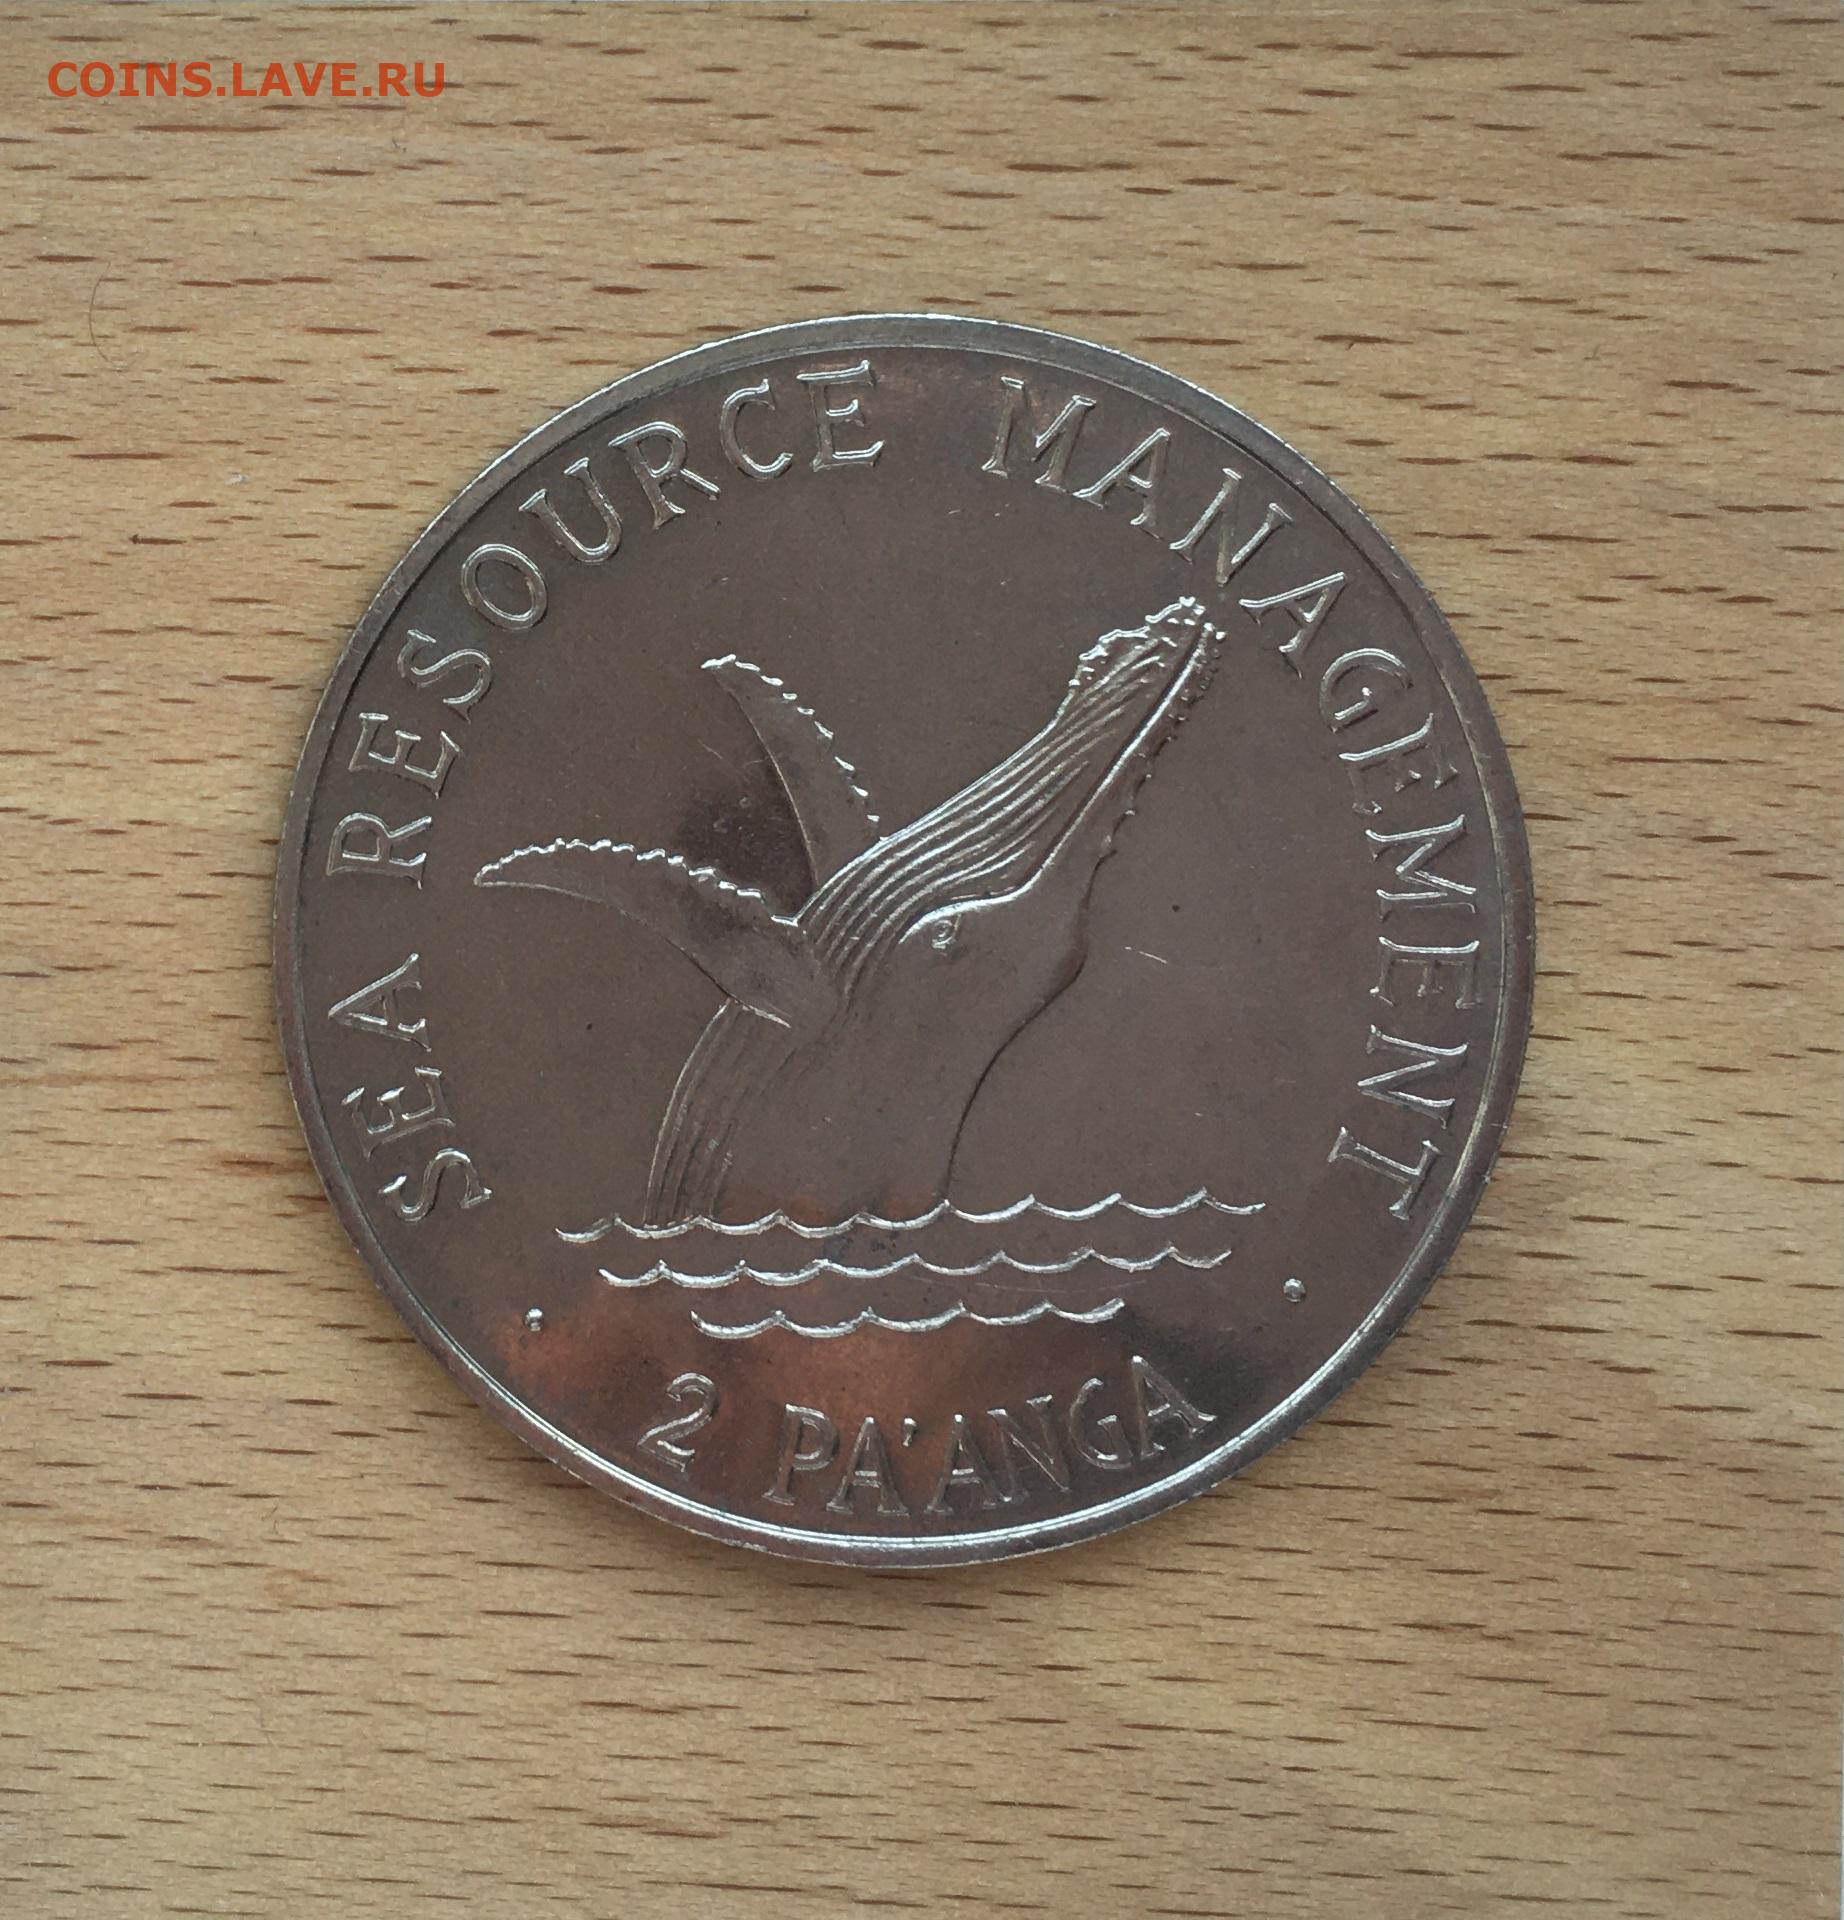 COINS.LAVE.RU
SEA RESOURCE MANAGEMENT
2 PA'ANGA